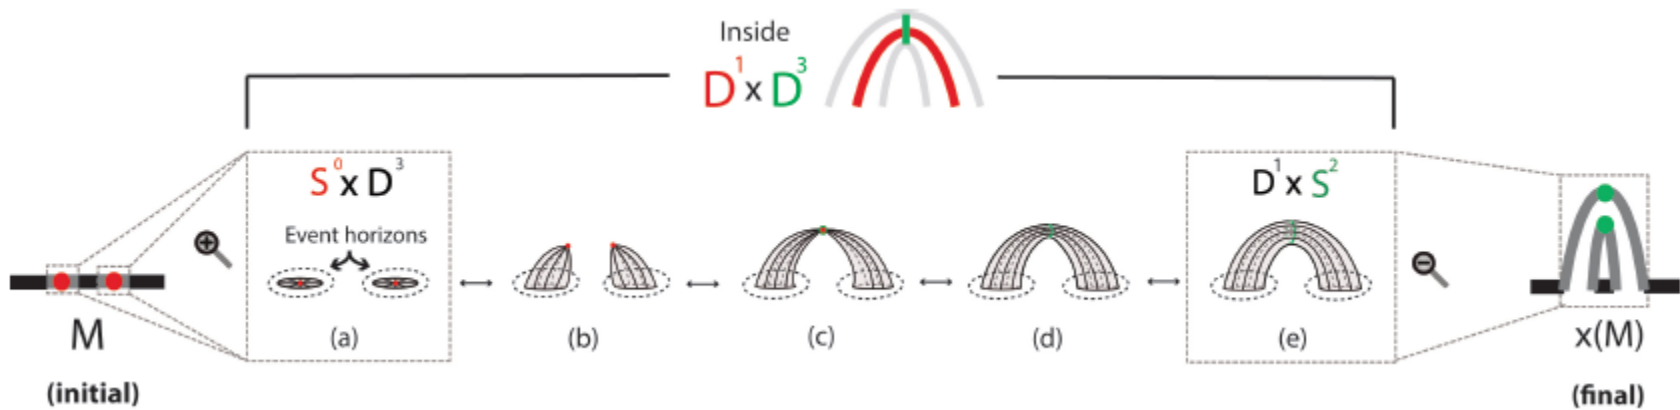 Inside
D¹ x D³
S⁰ x D³
Event horizons
D¹ x S²
M
(a)
(b)
(c)
(d)
(e)
x(M)
(initial)
(final)